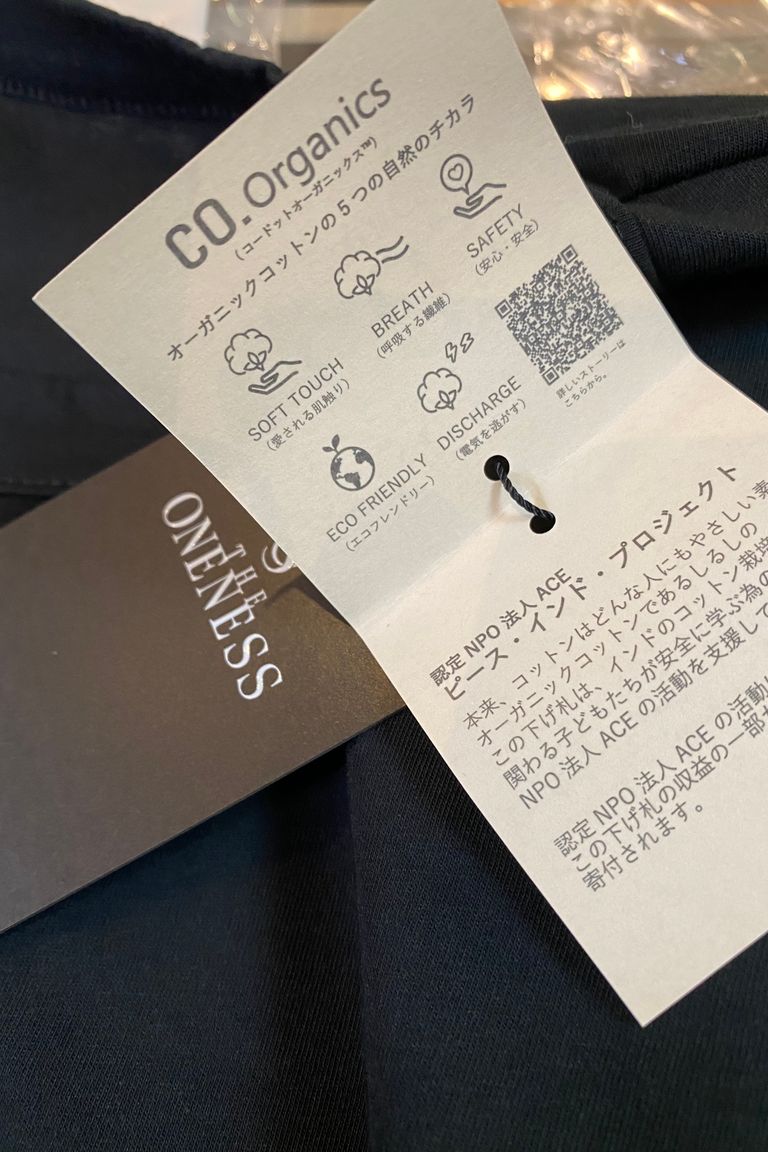 CO.Organics
(コードットオーガニックス™)
オーガニックコットンの5つの自然のチカラ
SOFT TOUCH
(愛される肌触り)
BREATH
(呼吸する繊維)
SAFETY
(安心・安全)
ECO FRIENDLY
(エコフレンドリー)
DISCHARGE
(電気を逃がす)
詳しいストーリーは
こちらから。
認定 NPO 法人 ACE
ピース・インド・プロジェクト
本来、コットンはどんな人にもやさしい素
オーガニックコットンであるしるしの
この下げ札は、インドのコットン栽培
関わる子どもたちが安全に学ぶ為の
NPO 法人 ACE の活動を支援して
認定 NPO 法人 ACE の活動
この下げ札の収益の一部
寄付されます。
THE
ONENESS